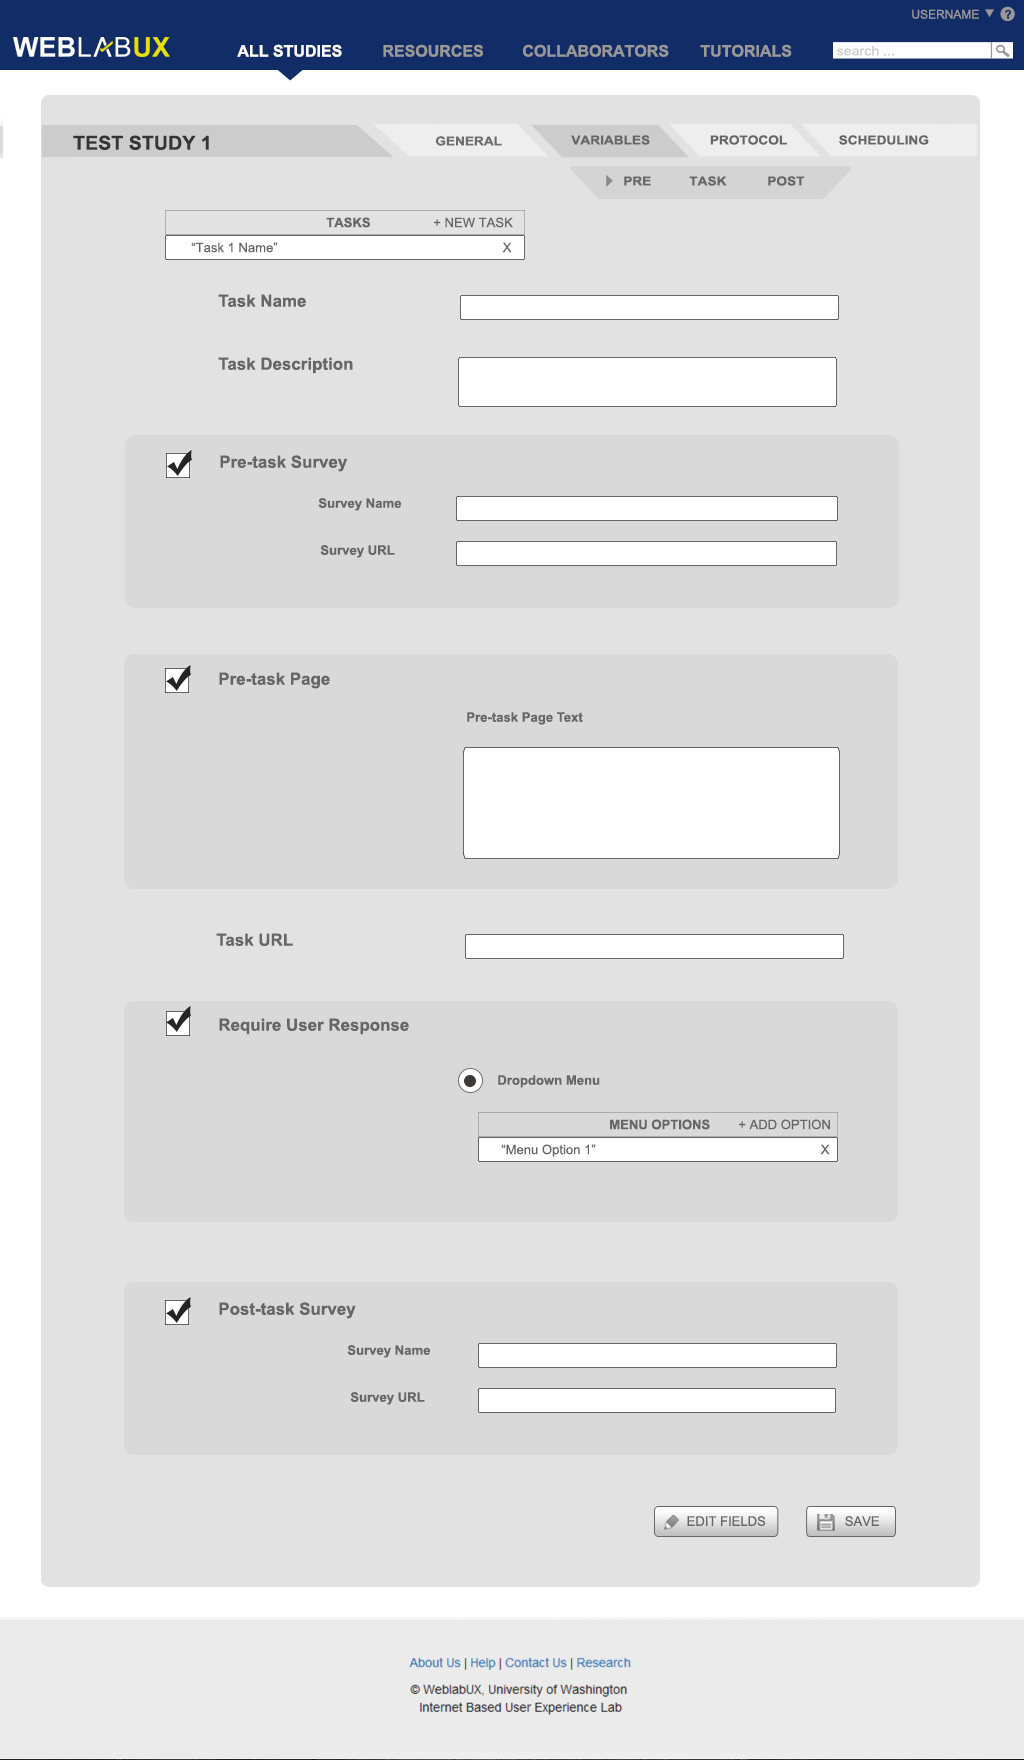 USERNAME
WEBLABUX
ALL STUDIES RESOURCES COLLABORATORS TUTORIALS
search ...
TEST STUDY 1 GENERAL VARIABLES PROTOCOL SCHEDULING
PRE TASK POST
TASKS + NEW TASK
“Task 1 Name” X
Task Name
Task Description
Pre-task Survey
Survey Name
Survey URL
Pre-task Page
Pre-task Page Text
Task URL
Require User Response
Dropdown Menu
MENU OPTIONS + ADD OPTION
“Menu Option 1” X
Post-task Survey
Survey Name
Survey URL
EDIT FIELDS SAVE
About Us | Help | Contact Us | Research
© WeblabUX, University of Washington
Internet Based User Experience Lab